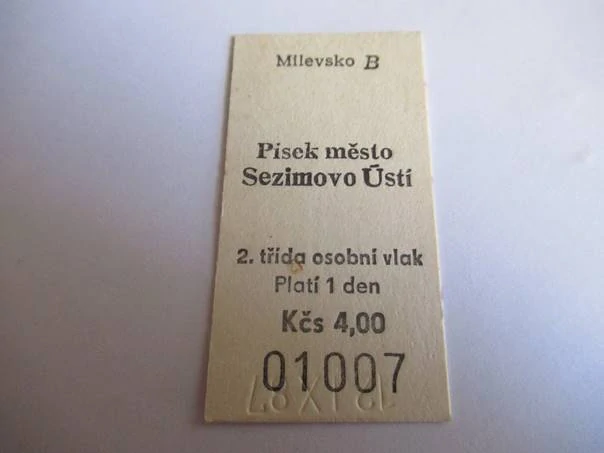 Milevsko B
Písek město
Sezimovo Ústí
2. třída osobní vlak
Platí 1 den
Kčs 4,00
01007